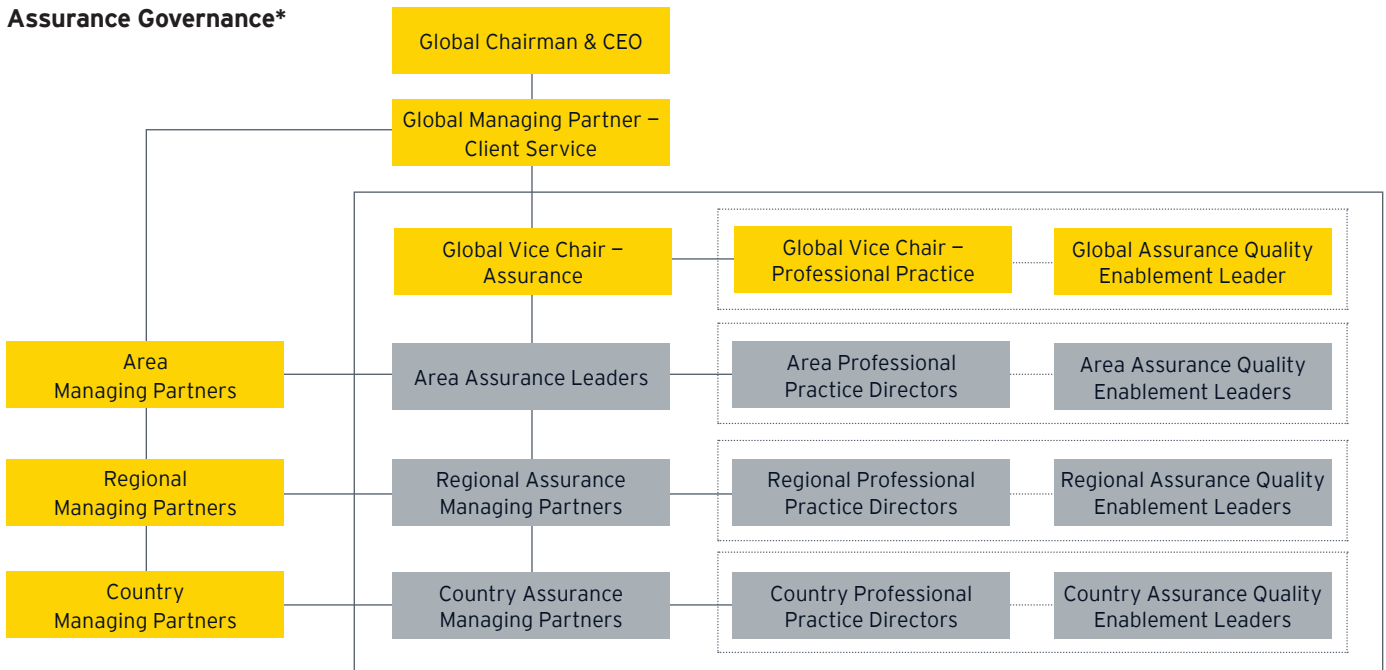 Assurance Governance*
Global Chairman & CEO
Global Managing Partner –
Client Service
Global Vice Chair –
Assurance
Global Vice Chair –
Professional Practice
Global Assurance Quality
Enablement Leader
Area
Managing Partners
Area Assurance Leaders
Area Professional
Practice Directors
Area Assurance Quality
Enablement Leaders
Regional
Managing Partners
Regional Assurance
Managing Partners
Regional Professional
Practice Directors
Regional Assurance Quality
Enablement Leaders
Country
Managing Partners
Country Assurance
Managing Partners
Country Professional
Practice Directors
Country Assurance Quality
Enablement Leaders